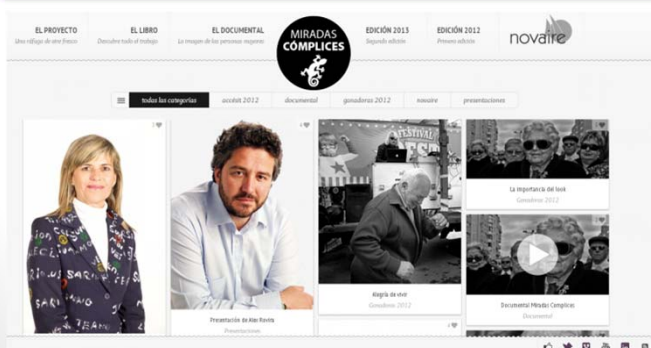 EL PROYECTO
Una ráfaga de aire fresco
EL LIBRO
Descubre todo el trabajo
EL DOCUMENTAL
La imagen de las personas mayores
MIRADAS
CÓMPLICES
EDICIÓN 2013
Segunda edición
EDICIÓN 2012
Primera edición
novaire
todas las categorías
accésit 2012
documental
ganadoras 2012
novaire
presentaciones
FESTIVAL
La importancia del look
Ganadoras 2012
Alegría de vivir
Ganadoras 2012
Documental Miradas Cómplices
Documental
Presentación de Alex Rovira
Presentaciones